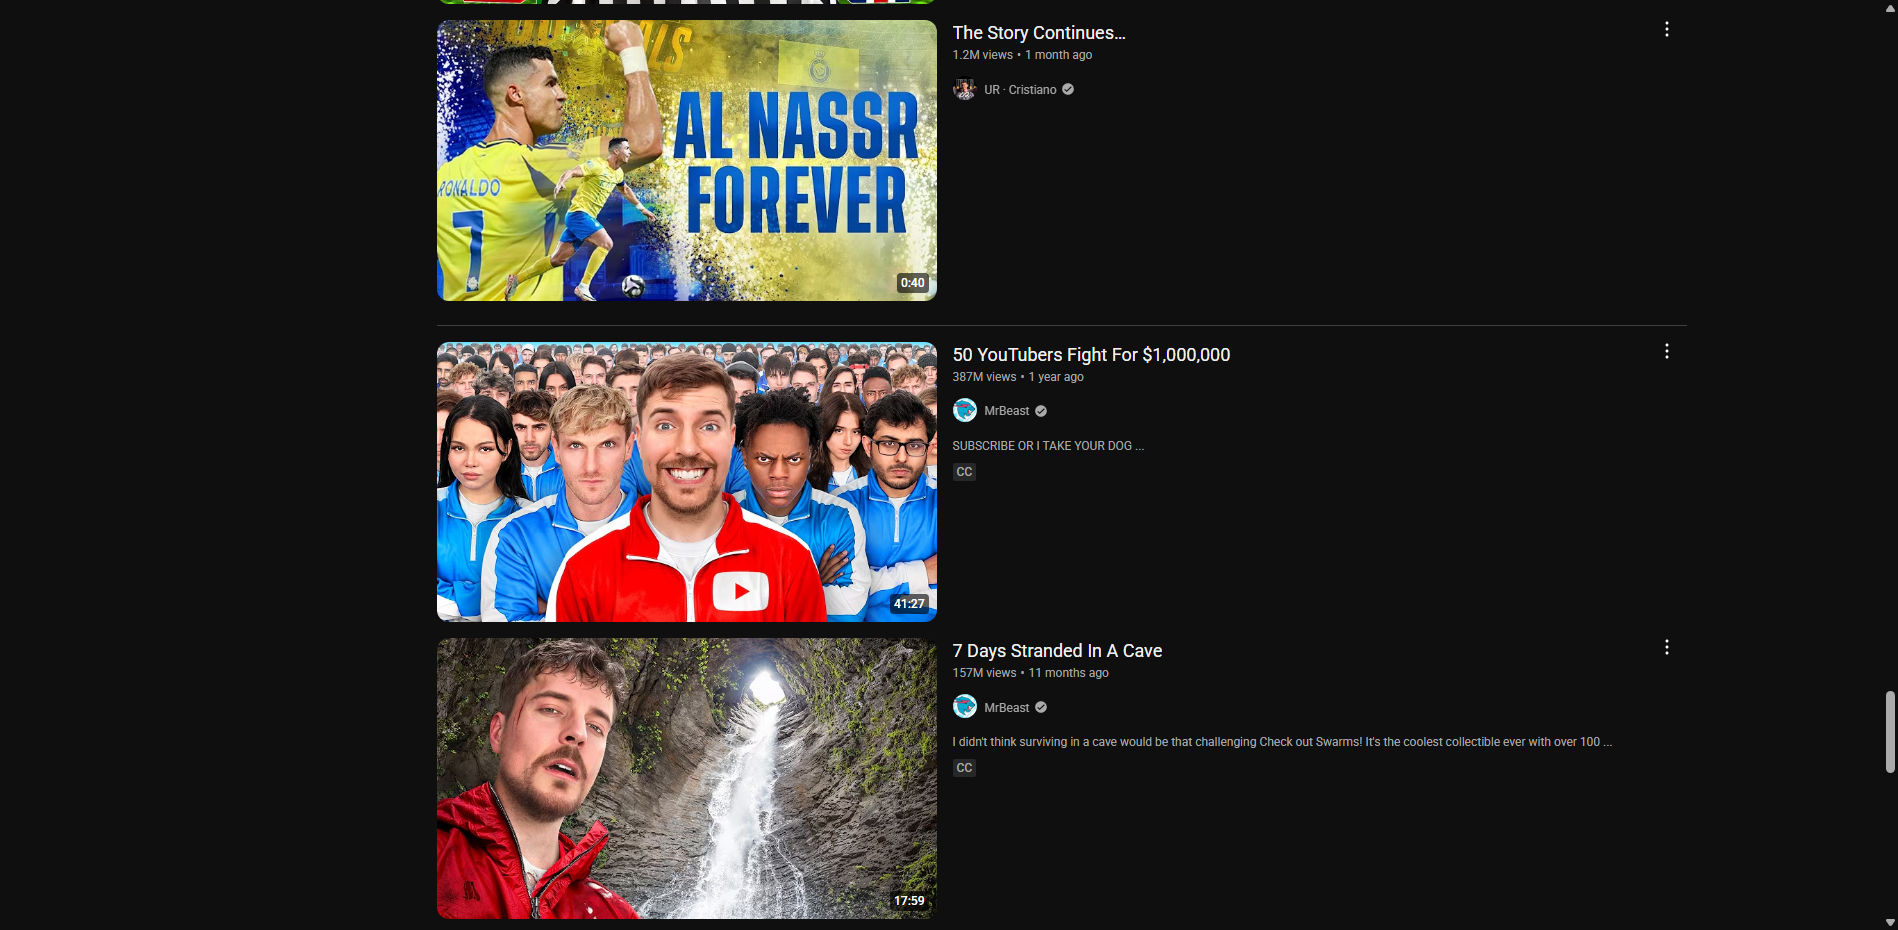 RONALDO
7
AL NASSR
FOREVER
0:40
The Story Continues...
1.2M views • 1 month ago
UR · Cristiano
41:27
50 YouTubers Fight For $1,000,000
387M views • 1 year ago
MrBeast
SUBSCRIBE OR I TAKE YOUR DOG ...
CC
17:59
7 Days Stranded In A Cave
157M views • 11 months ago
MrBeast
I didn't think surviving in a cave would be that challenging Check out Swarms! It's the coolest collectible ever with over 100 ...
CC